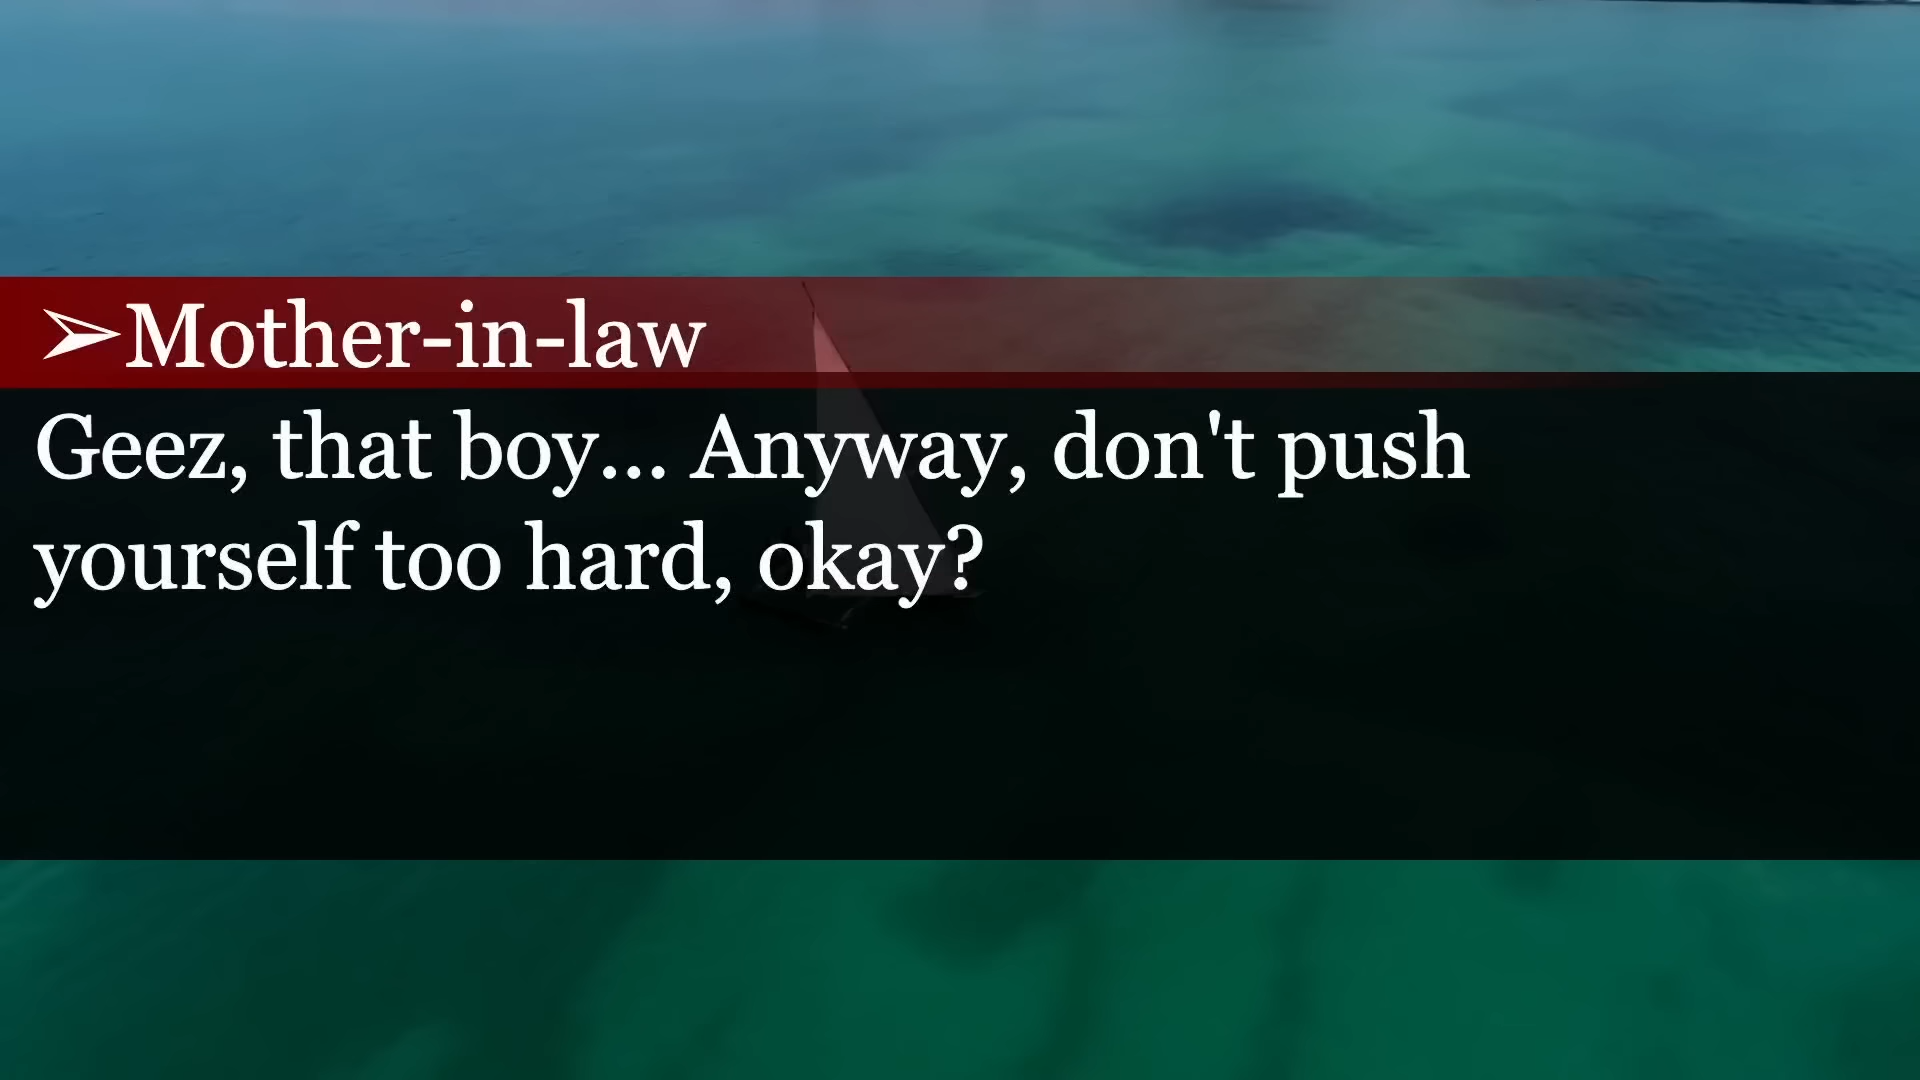 ➢Mother-in-law
Geez, that boy... Anyway, don't push
yourself too hard, okay?